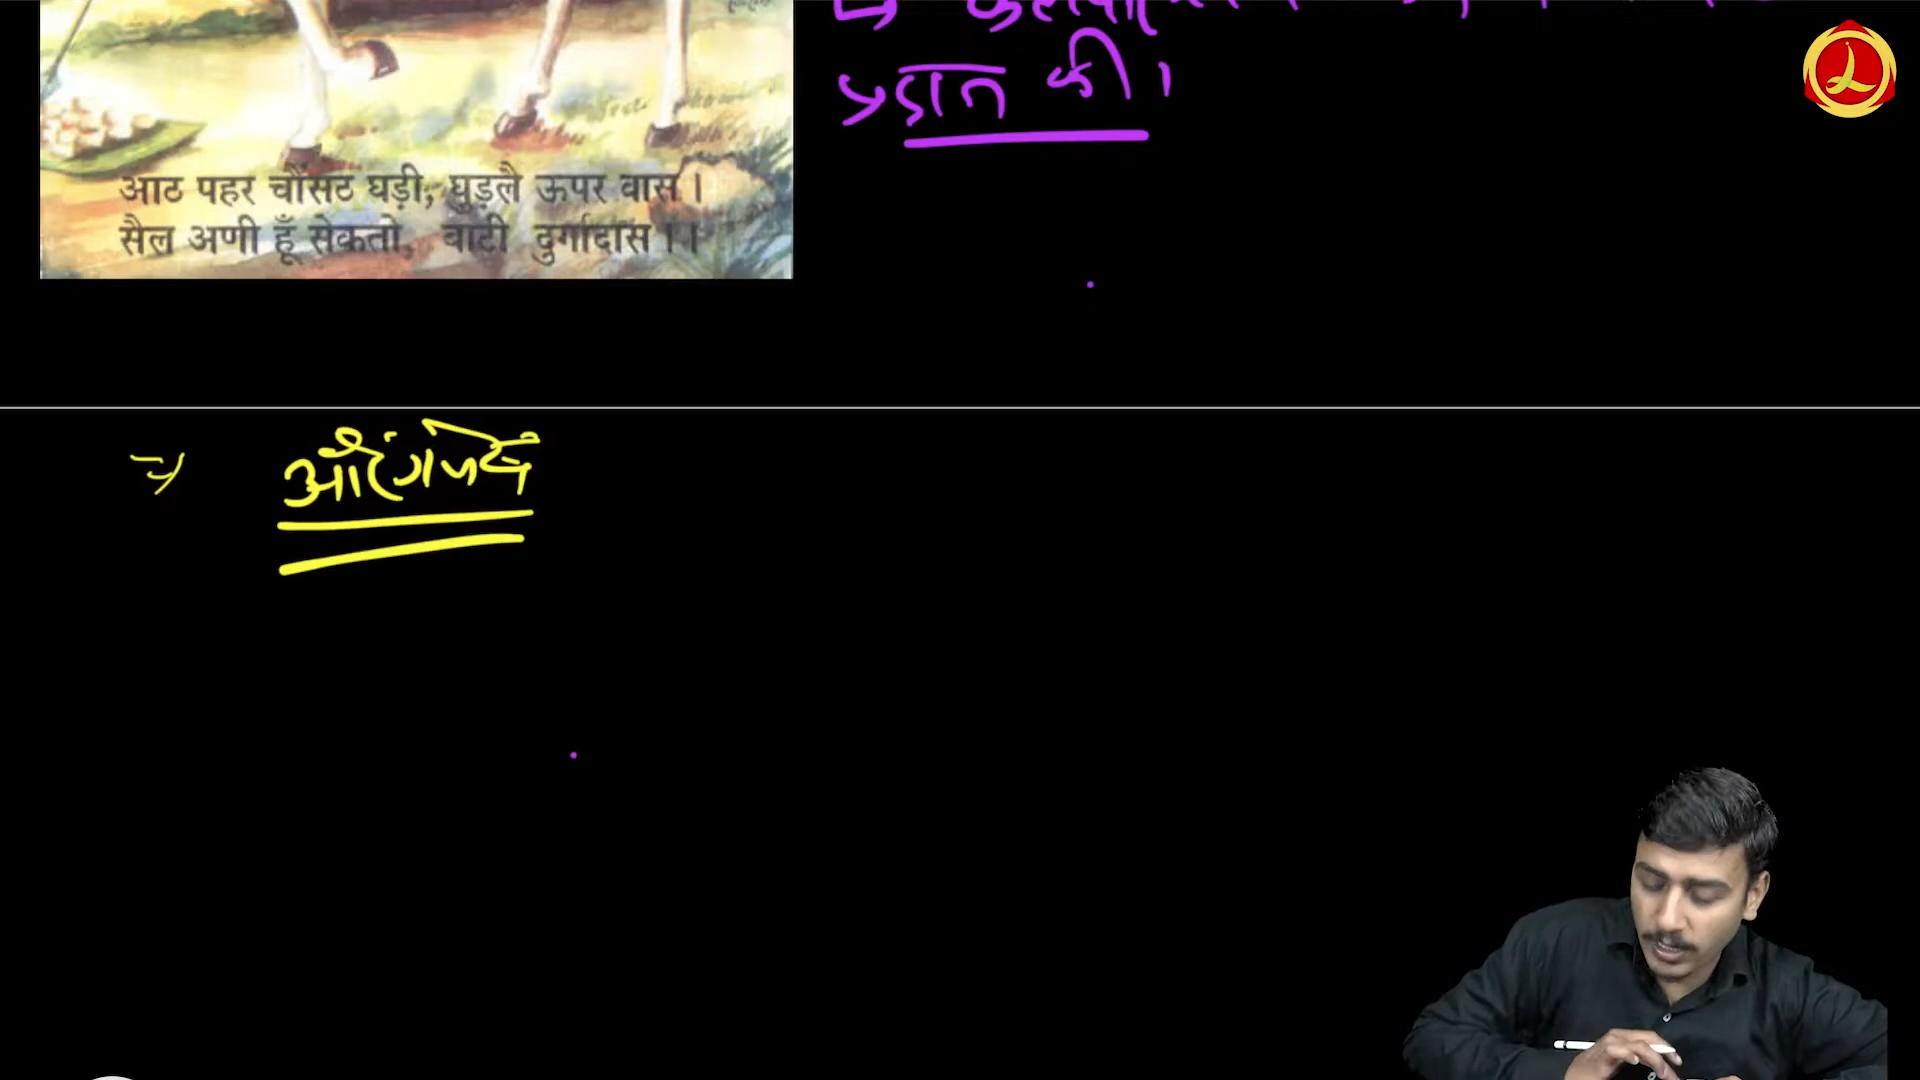 आठ पहर चौंसठ घड़ी, घुड़लै ऊपर वास ।
सैल अणी हूँ सेकतो, बाटी दुर्गादास ।।
प्रदान की ।
औरंगजेब